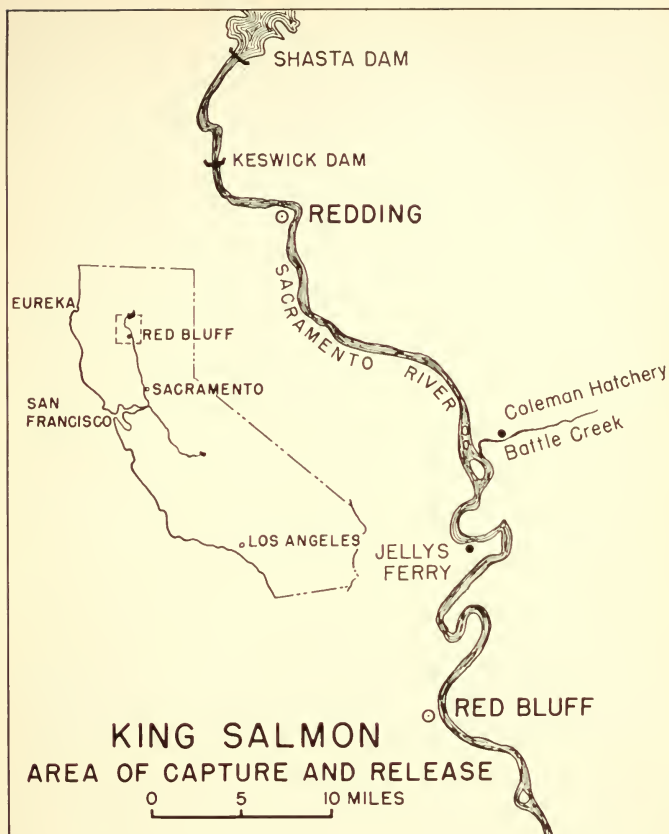 SHASTA DAM
KESWICK DAM
REDDING
SACRAMENTO RIVER
EUREKA
RED BLUFF
SACRAMENTO
SAN
FRANCISCO
LOS ANGELES
Coleman Hatchery
Battle Creek
JELLYS
FERRY
RED BLUFF
KING SALMON
AREA OF CAPTURE AND RELEASE
0 5 10 MILES